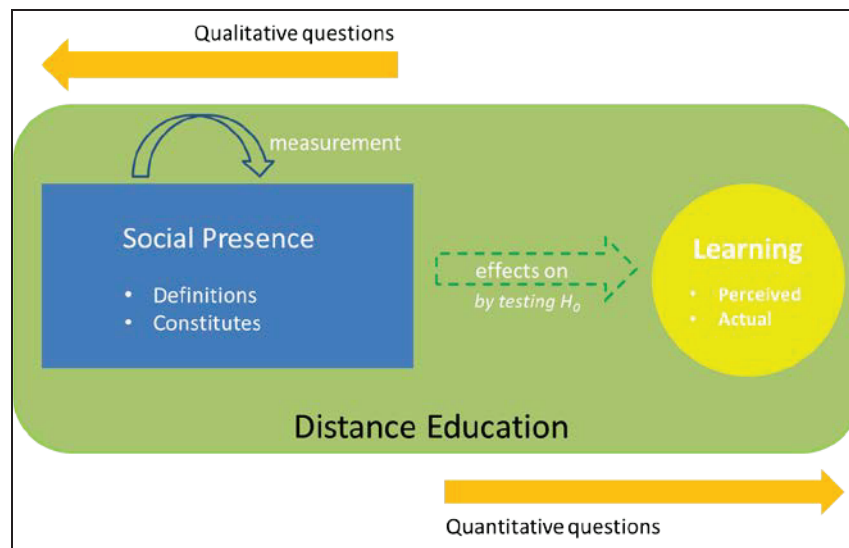 Qualitative questions
measurement
Social Presence
• Definitions
• Constitutes
effects on
by testing H₀
Learning
• Perceived
• Actual
Distance Education
Quantitative questions